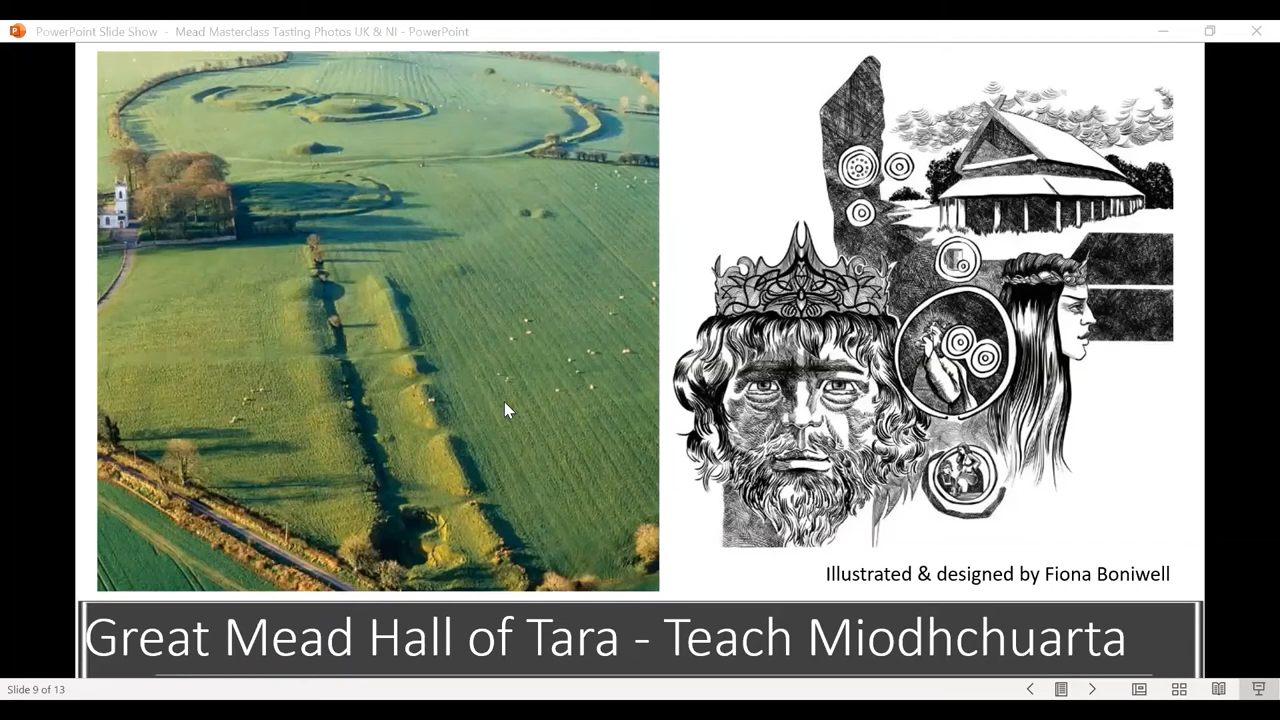 PowerPoint Slide Show - Mead Masterclass Tasting Photos UK & NI - PowerPoint
Illustrated & designed by Fiona Boniwell
Great Mead Hall of Tara - Teach Miodhchuarta
Slide 9 of 13